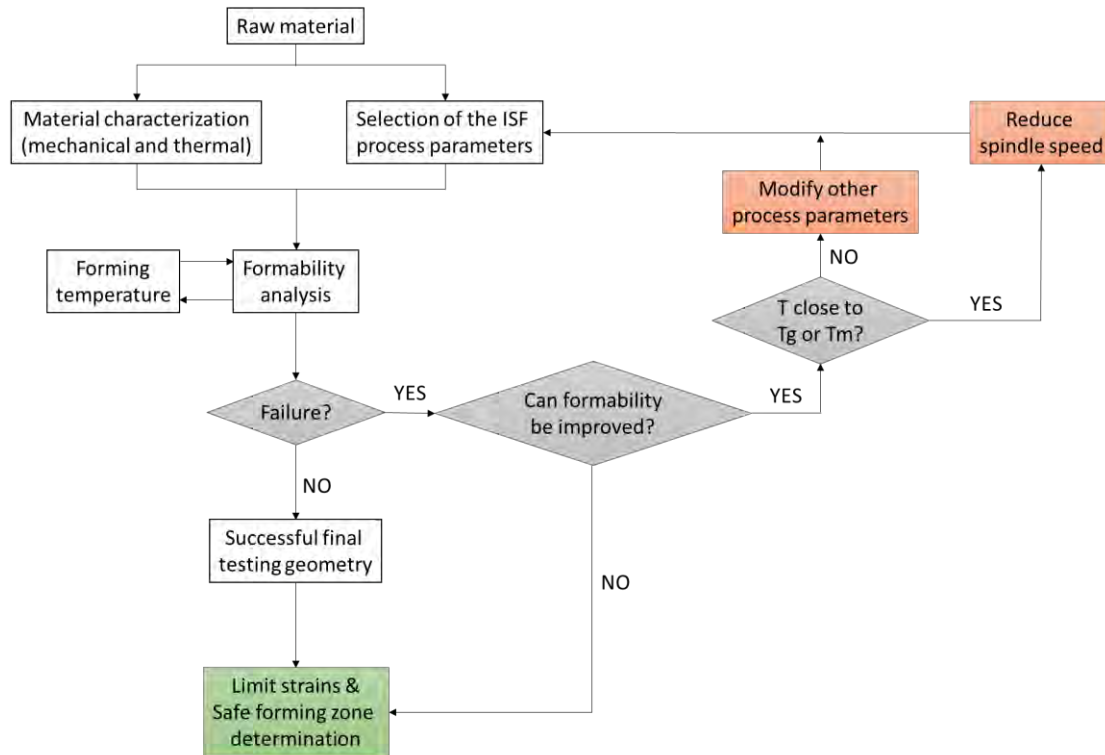 Raw material
Material characterization
(mechanical and thermal)
Selection of the ISF
process parameters
Reduce
spindle speed
Modify other
process parameters
NO
Forming
temperature
Formability
analysis
T close to
Tg or Tm?
YES
Failure?
YES
Can formability
be improved?
YES
NO
Successful final
testing geometry
NO
Limit strains &
Safe forming zone
determination